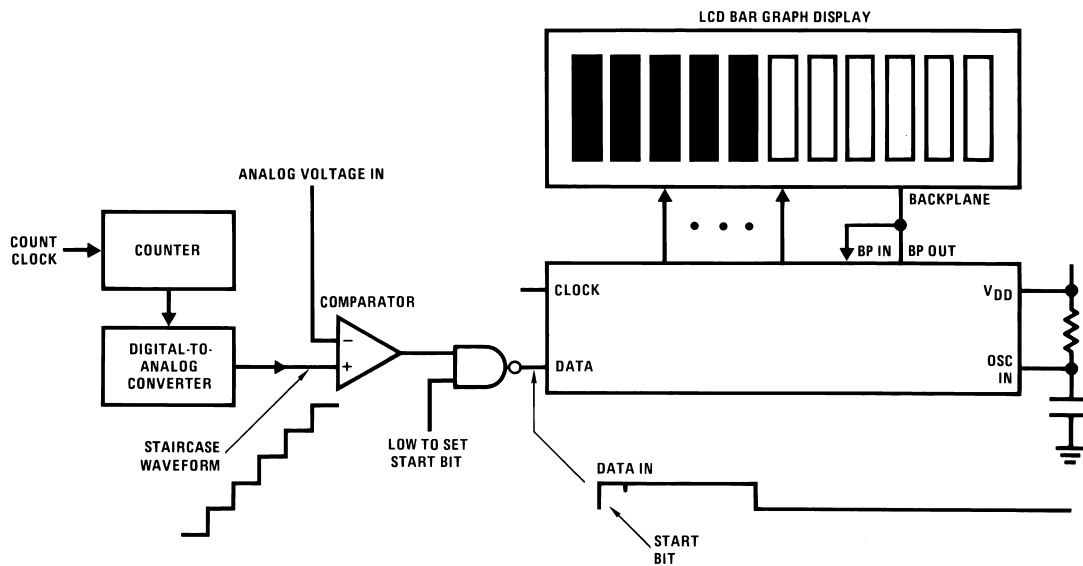 LCD BAR GRAPH DISPLAY
ANALOG VOLTAGE IN
BACKPLANE
COUNT
CLOCK
COUNTER
BP IN
BP OUT
COMPARATOR
CLOCK
VDD
DIGITAL-TO-
ANALOG
CONVERTER
−
+
DATA
OSC
IN
STAIRCASE
WAVEFORM
LOW TO SET
START BIT
DATA IN
START
BIT